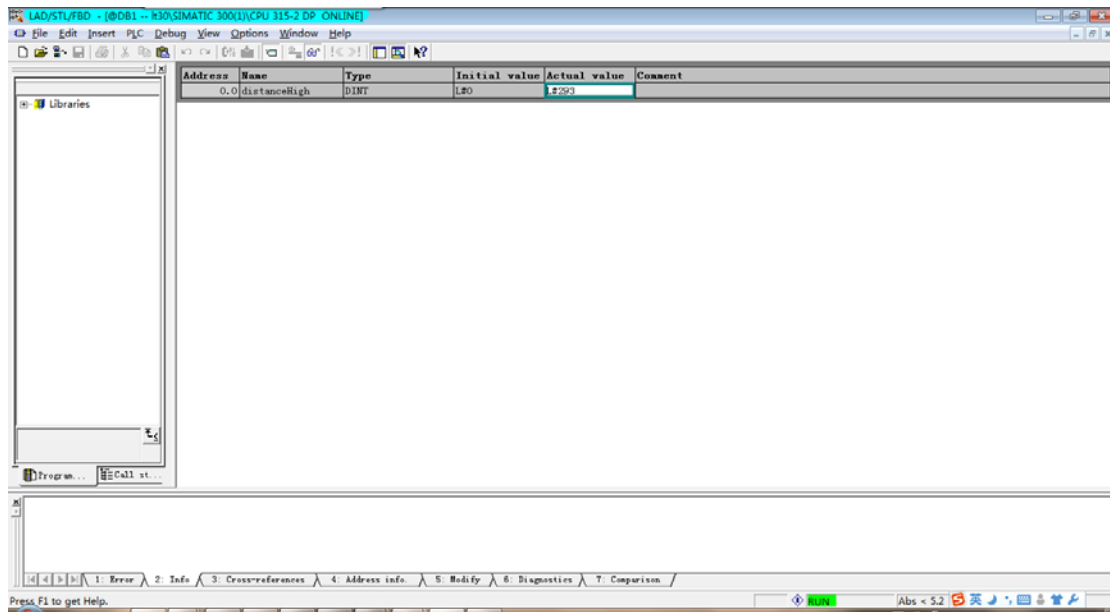 LAD/STL/FBD - [@DB1 -- lt30\SIMATIC 300(1)\CPU 315-2 DP ONLINE]
File Edit Insert PLC Debug View Options Window Help
Address Name Type Initial value Actual value Comment
0.0 distanceHigh DINT L#0 L#293
Libraries
Program... Call st...
1: Error 2: Info 3: Cross-references 4: Address info. 5: Modify 6: Diagnostics 7: Comparison
Press F1 to get Help. RUN Abs < 5.2 英